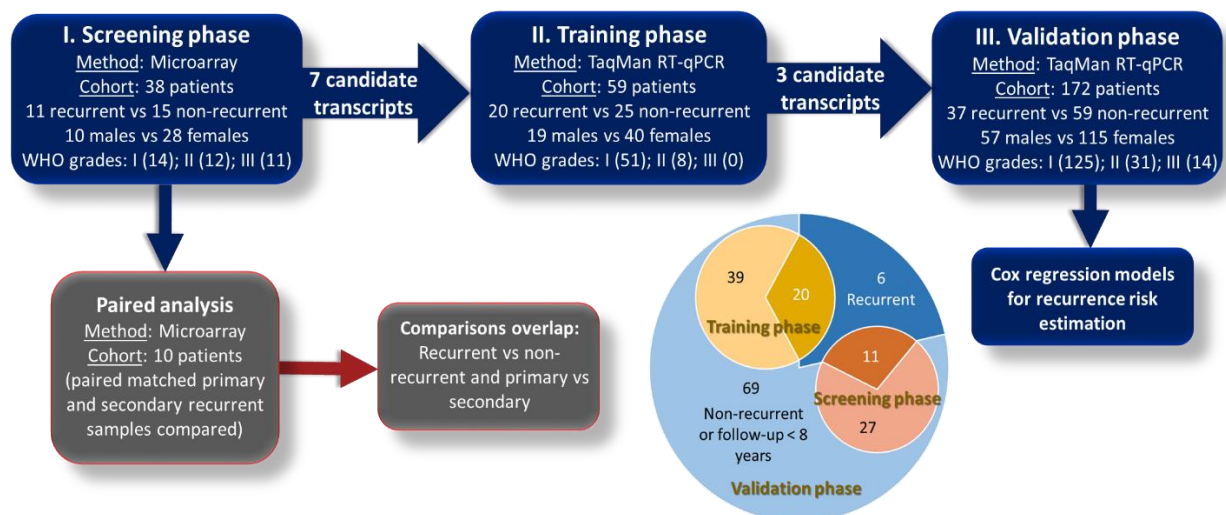 I. Screening phase
Method: Microarray
Cohort: 38 patients
11 recurrent vs 15 non-recurrent
10 males vs 28 females
WHO grades: I (14); II (12); III (11)
7 candidate
transcripts
II. Training phase
Method: TaqMan RT-qPCR
Cohort: 59 patients
20 recurrent vs 25 non-recurrent
19 males vs 40 females
WHO grades: I (51); II (8); III (0)
3 candidate
transcripts
III. Validation phase
Method: TaqMan RT-qPCR
Cohort: 172 patients
37 recurrent vs 59 non-recurrent
57 males vs 115 females
WHO grades: I (125); II (31); III (14)
Paired analysis
Method: Microarray
Cohort: 10 patients
(paired matched primary
and secondary recurrent
samples compared)
Comparisons overlap:
Recurrent vs non-
recurrent and primary vs
secondary
39
20
Training phase
6
Recurrent
11
Screening phase
27
69
Non-recurrent
or follow-up < 8
years
Validation phase
Cox regression models
for recurrence risk
estimation